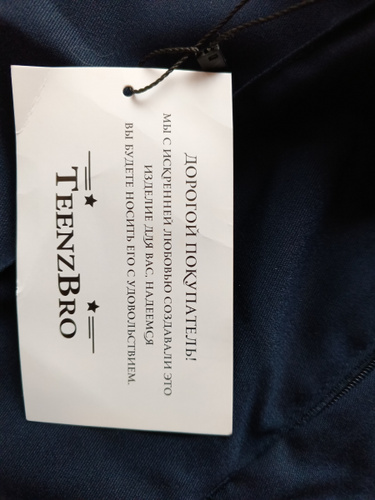 ДОРОГОЙ ПОКУПАТЕЛЬ!
МЫ С ИСКРЕННЕЙ ЛЮБОВЬЮ СОЗДАВАЛИ ЭТО
ИЗДЕЛИЕ ДЛЯ ВАС. НАДЕЕМСЯ
ВЫ БУДЕТЕ НОСИТЬ ЕГО С УДОВОЛЬСТВИЕМ.
TEENZBRO